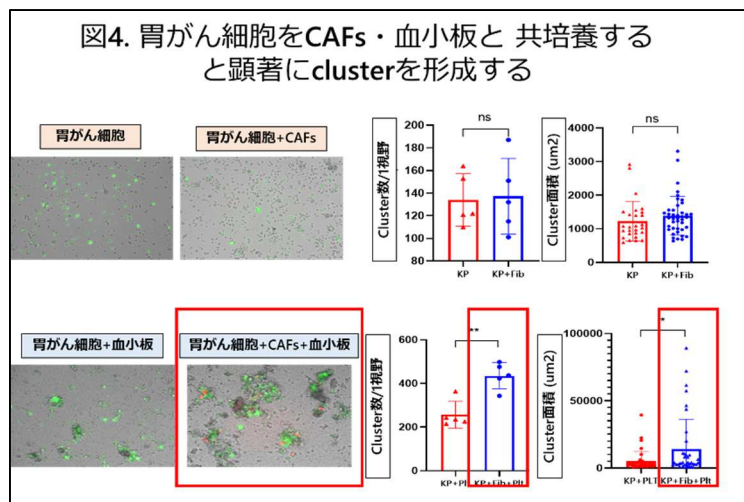 図4. 胃がん細胞をCAFs・血小板と 共培養する
と顕著にclusterを形成する
胃がん細胞
胃がん細胞+CAFs
Cluster数/1視野
200
180
160
140
120
100
80
ns
KP
KP+Fib
Cluster面積 (um2)
4000
3000
2000
1000
0
ns
KP
KP+Fib
胃がん細胞+血小板
胃がん細胞+CAFs+血小板
Cluster数/1視野
600
400
200
0
**
KP+Plt
KP+Fib+Plt
Cluster面積 (um2)
100000
50000
0
*
KP+PLT
KP+Fib+Plt